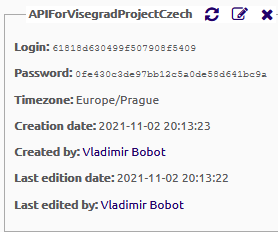 APIForVisegradProjectCzech
Login: 61818d630499f507908f5409
Password: 0fe430c3de97bb12c5a0de58d641bc9a
Timezone: Europe/Prague
Creation date: 2021-11-02 20:13:23
Created by: Vladimir Bobot
Last edition date: 2021-11-02 20:13:22
Last edited by: Vladimir Bobot